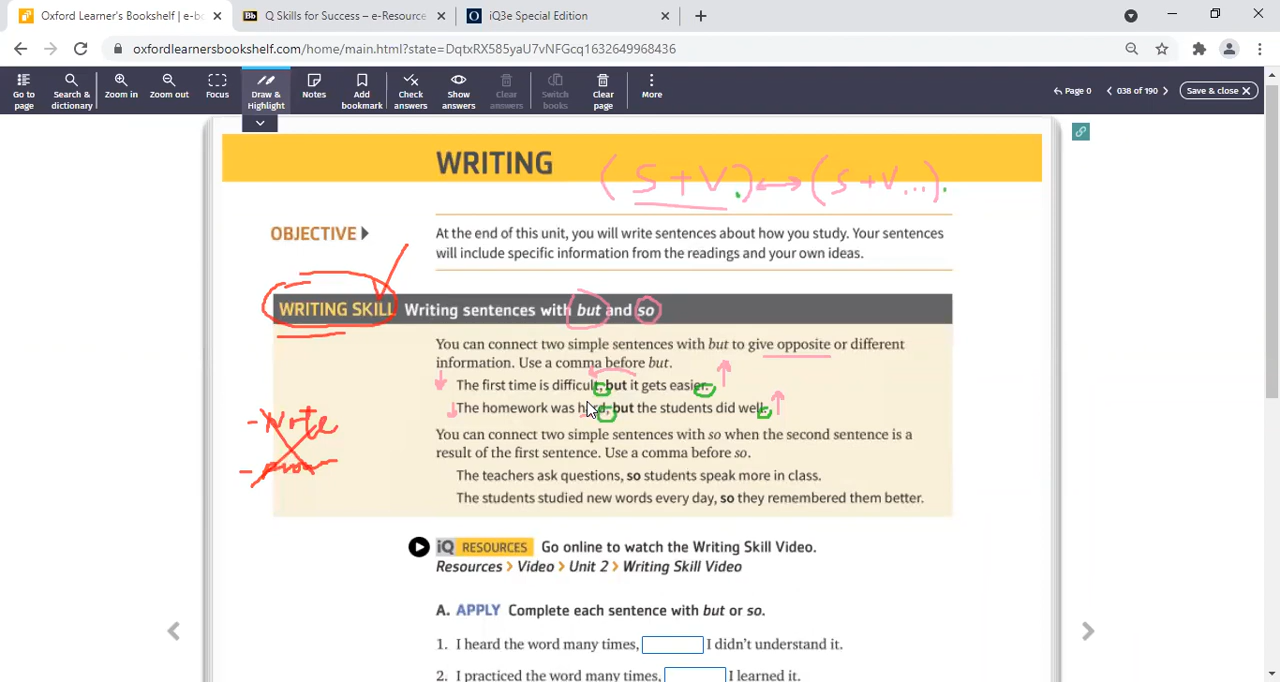 Oxford Learner's Bookshelf | e-b
Q Skills for Success – e-Resource
iQ3e Special Edition
oxfordlearnersbookshelf.com/home/main.html?state=DqtxRX585yaU7vNFGcq1632649968436
Go to page
Search & dictionary
Zoom in
Zoom out
Focus
Draw & Highlight
Notes
Add bookmark
Check answers
Show answers
Clear answers
Switch books
Clear page
More
Page 0
038 of 190
Save & close
WRITING
(S + V.) ↔ (S + V...).
OBJECTIVE
At the end of this unit, you will write sentences about how you study. Your sentences
will include specific information from the readings and your own ideas.
WRITING SKILL Writing sentences with but and so
You can connect two simple sentences with but to give opposite or different
information. Use a comma before but.
The first time is difficult, but it gets easier.
The homework was hard, but the students did well.
- Write
You can connect two simple sentences with so when the second sentence is a
result of the first sentence. Use a comma before so.
The teachers ask questions, so students speak more in class.
The students studied new words every day, so they remembered them better.
iQ RESOURCES Go online to watch the Writing Skill Video.
Resources > Video > Unit 2 > Writing Skill Video
A. APPLY Complete each sentence with but or so.
1. I heard the word many times, I didn't understand it.
2. I practiced the word many times, I learned it.